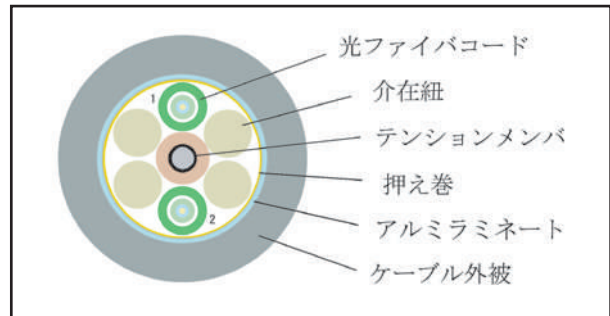 光ファイバコード
介在紐
テンションメンバ
押え巻
アルミラミネート
ケーブル外被
1
2